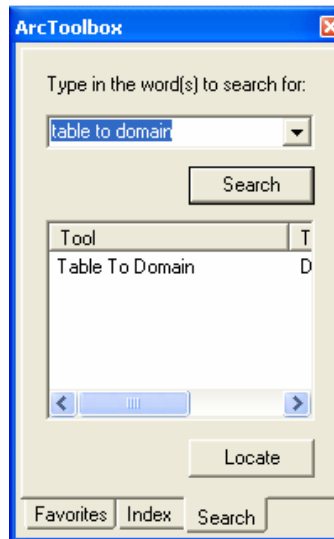 ArcToolbox
Type in the word(s) to search for:
table to domain
Search
Tool T
Table To Domain D
Locate
Favorites Index Search